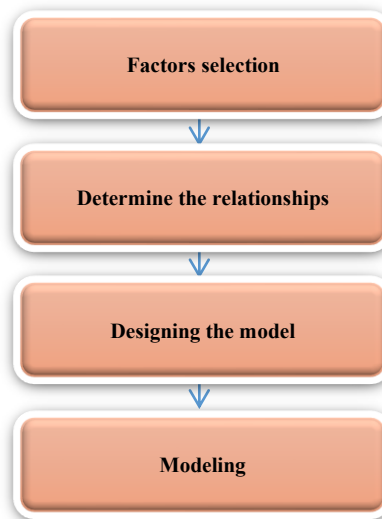 Factors selection
Determine the relationships
Designing the model
Modeling